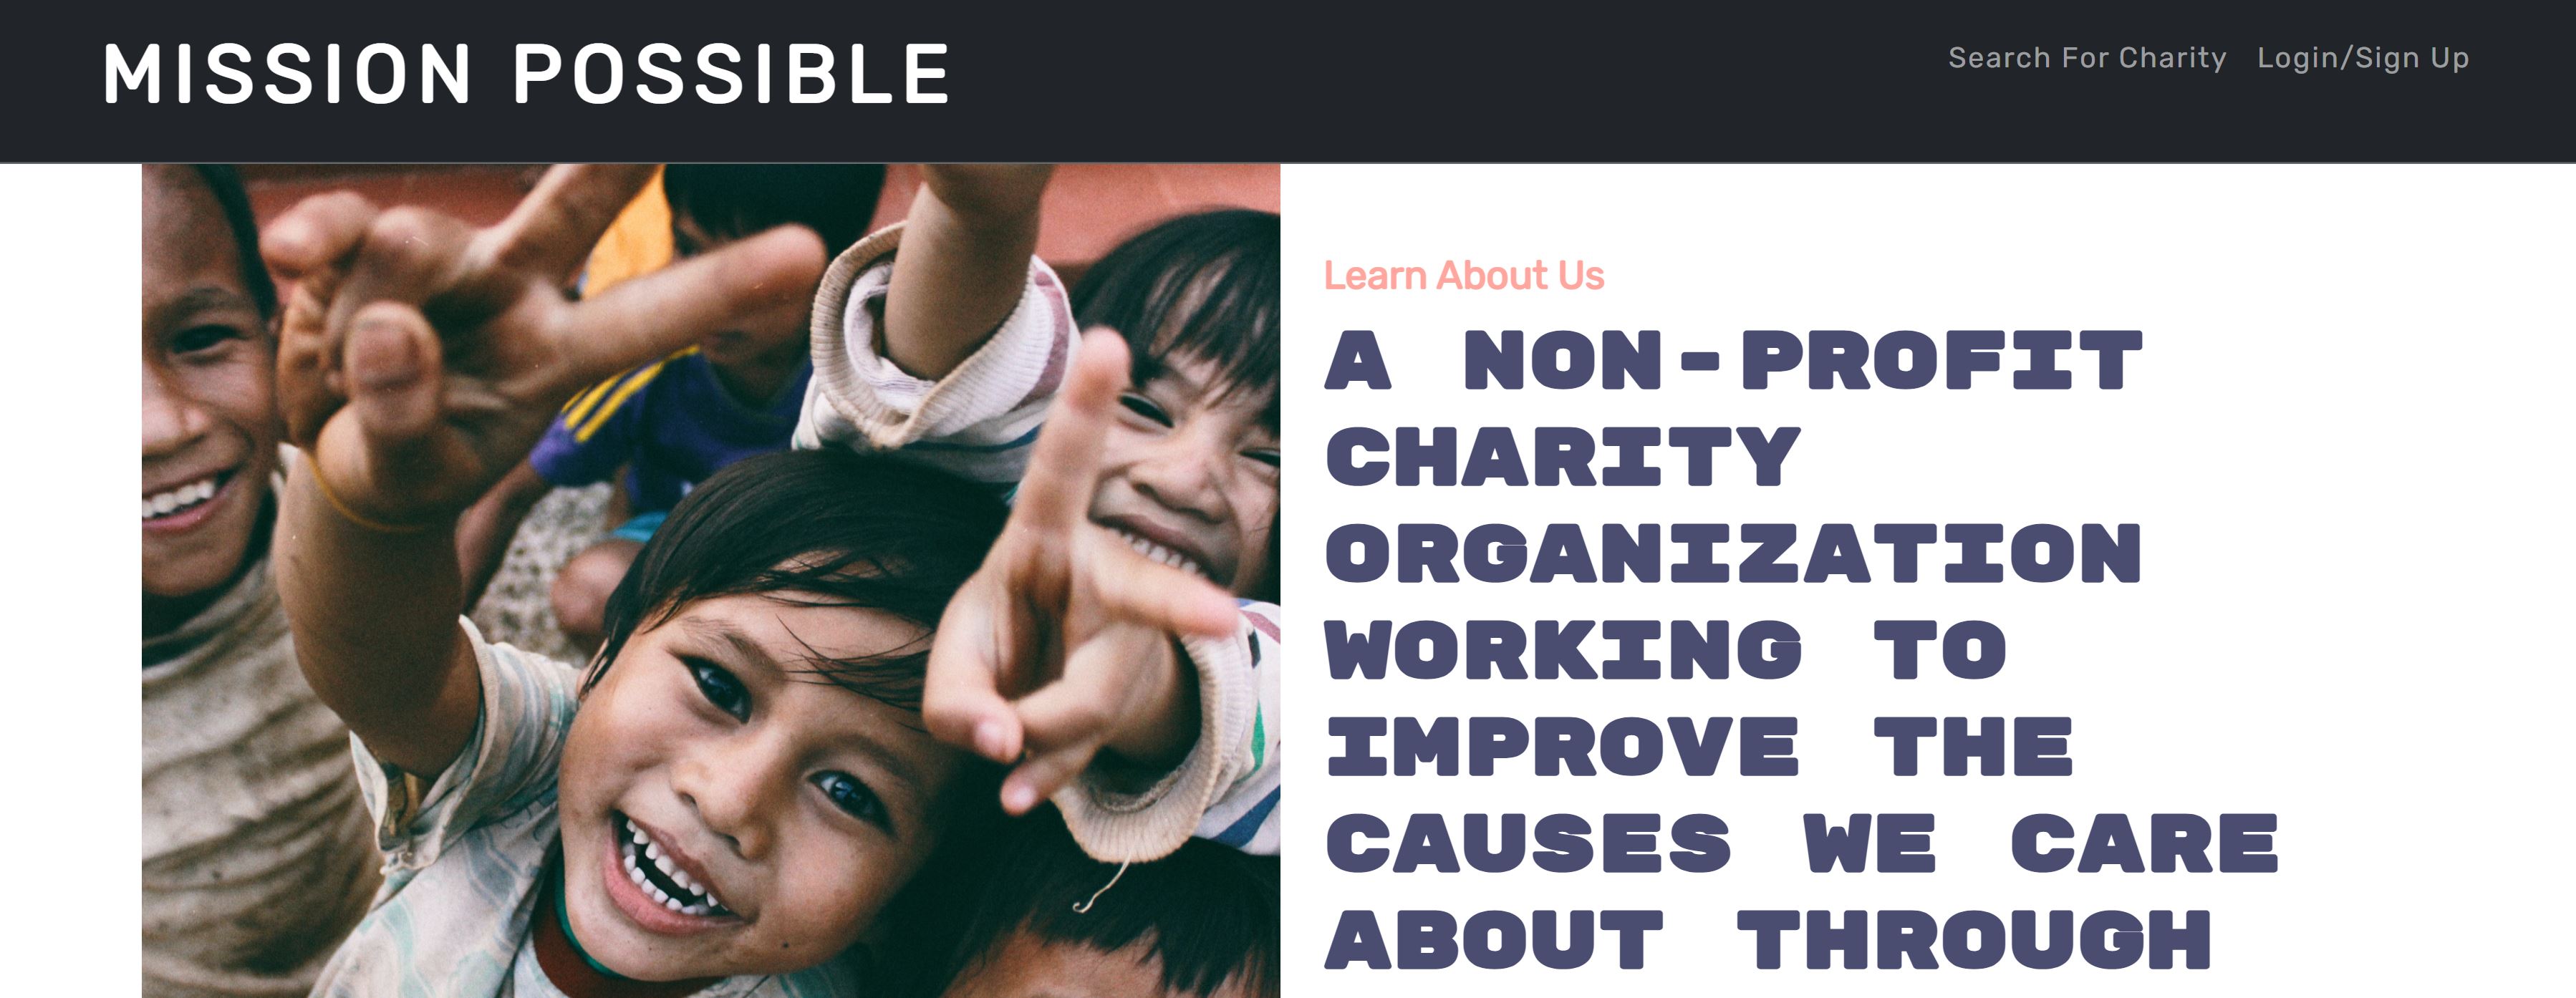 MISSION POSSIBLE
Search For Charity Login/Sign Up
Learn About Us
A NON-PROFIT
CHARITY
ORGANIZATION
WORKING TO
IMPROVE THE
CAUSES WE CARE
ABOUT THROUGH